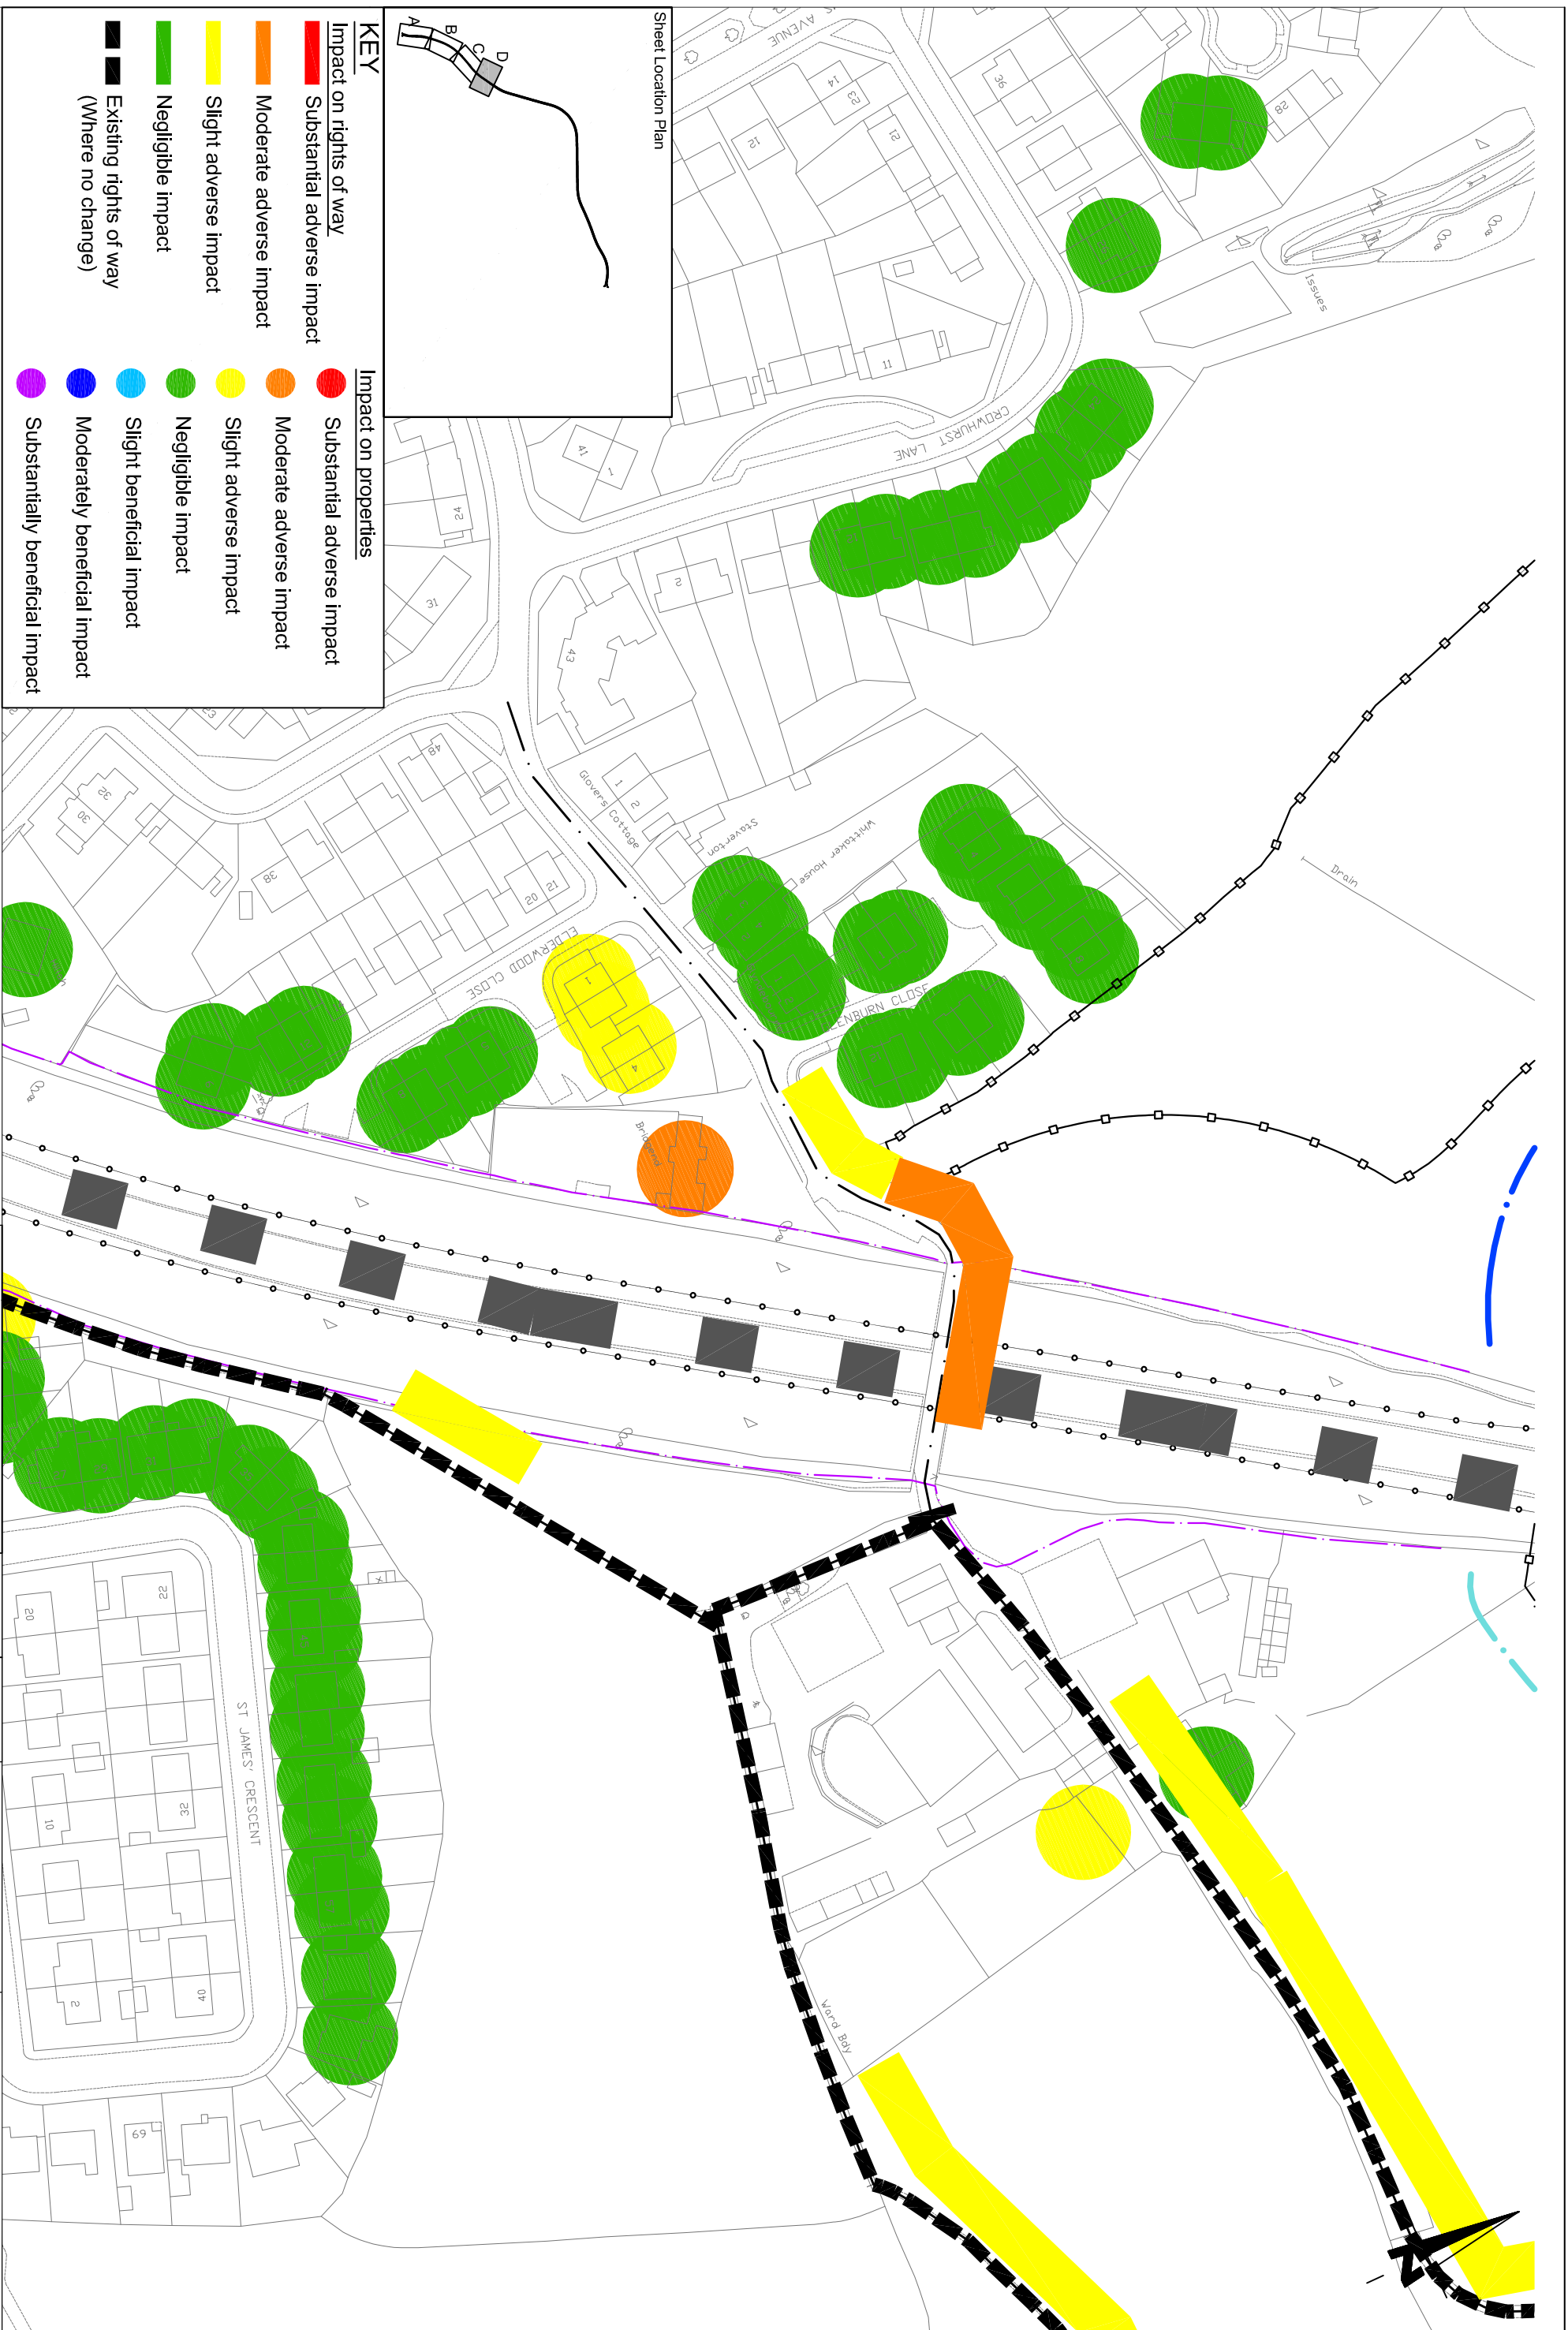 Sheet Location Plan
A
B
C
D
KEY
Impact on rights of way
Substantial adverse impact
Moderate adverse impact
Slight adverse impact
Negligible impact
Existing rights of way
(Where no change)
Impact on properties
Substantial adverse impact
Moderate adverse impact
Slight adverse impact
Negligible impact
Slight beneficial impact
Moderately beneficial impact
Substantially beneficial impact
AVENUE
36
28
14
23
21
12
11
Issues
CROWHURST LANE
41
1
24
31
2
43
Glovers Cottage
1
2
Staverton
Whittaker House
Drain
48
32
30
38
20
21
ELDERWOOD CLOSE
1
4
ST JAMES' CRESCENT
22
20
32
10
40
2
69
Ward Bdy
N